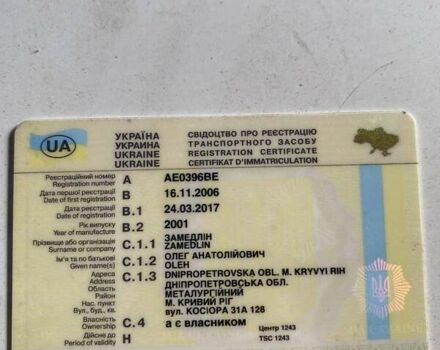 UA
УКРАЇНА
УКРАИНА
UKRAINE
UKRAINE
СВІДОЦТВО ПРО РЕЄСТРАЦІЮ
ТРАНСПОРТНОГО ЗАСОБУ
REGISTRATION CERTIFICATE
CERTIFIKAT D'IMMATRICULATION
Реєстраційний номер A AE0396BE
Registration number
Дата першої реєстрації B 16.11.2006
Date of first registration
Дата реєстрації B.1 24.03.2017
Date of registration
Рік випуску B.2 2001
Year of manufacture
Прізвище або організація C.1.1 ЗАМЕДЛІН
Surname or company ZAMEDLIN
Ім'я та по батькові C.1.2 ОЛЕГ АНАТОЛІЙОВИЧ
Given name(s) OLEH
Адреса C.1.3 DNIPROPETROVSKA OBL. M. KRYVYI RIH
Address ДНІПРОПЕТРОВСЬКА ОБЛ.
Область МЕТАЛУРГІЙНИЙ
Район М. КРИВИЙ РІГ
Нас. пункт ВУЛ. КОСІОРА 31А 128
Вул., буд., кв.
Власність C.4 а є власником
Ownership
Дійсно до H
Period of validity
Центр 1243
TSC 1243